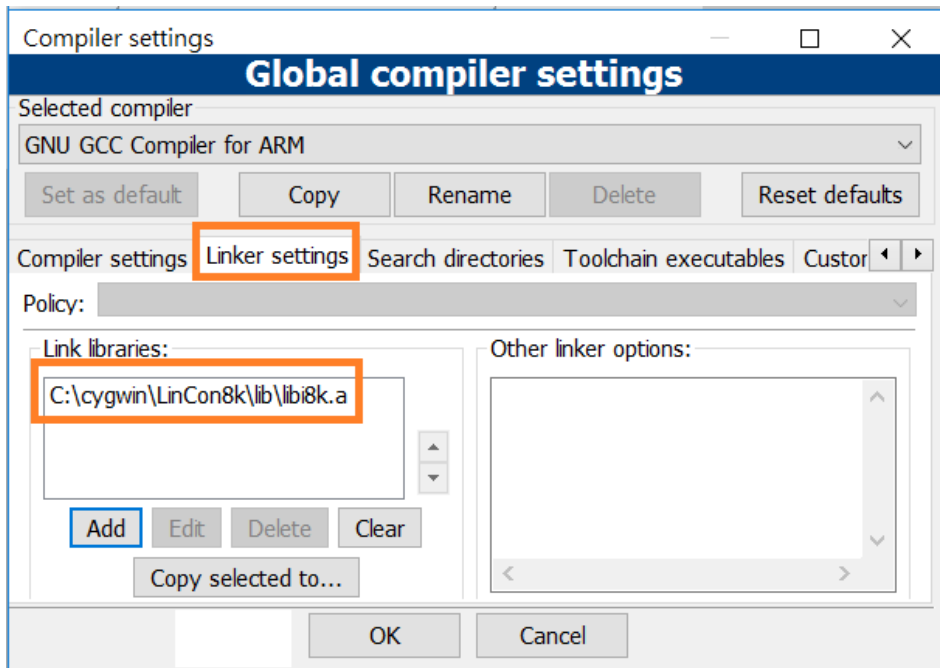 Compiler settings
Global compiler settings
Selected compiler
GNU GCC Compiler for ARM
Set as default Copy Rename Delete Reset defaults
Compiler settings Linker settings Search directories Toolchain executables Custor
Policy:
Link libraries: Other linker options:
C:\cygwin\LinCon8k\lib\libi8k.a
Add Edit Delete Clear
Copy selected to...
OK Cancel